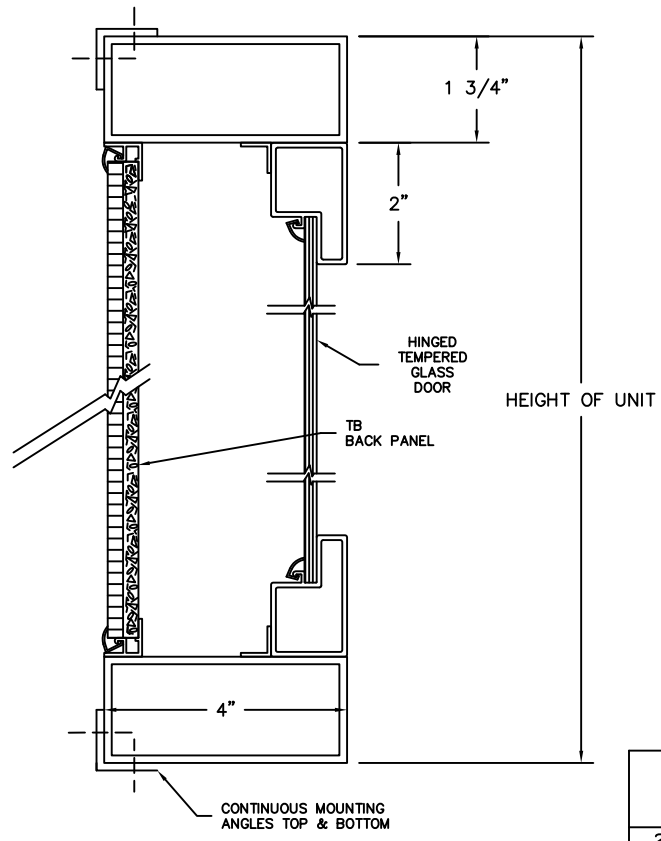 1 3/4"
2"
HINGED
TEMPERED
GLASS
DOOR
HEIGHT OF UNIT
TB
BACK PANEL
4"
CONTINUOUS MOUNTING
ANGLES TOP & BOTTOM